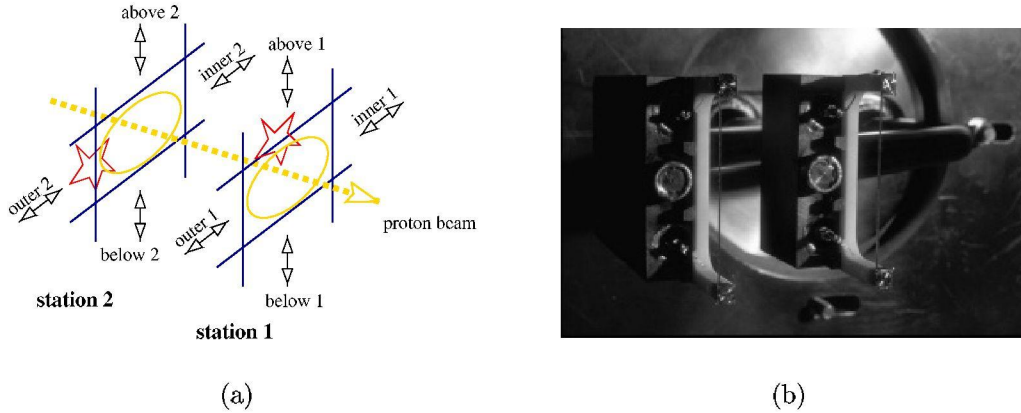 above 2
inner 2
above 1
inner 1
outer 2
outer 1
below 2
proton beam
station 2
below 1
station 1
(a)
(b)